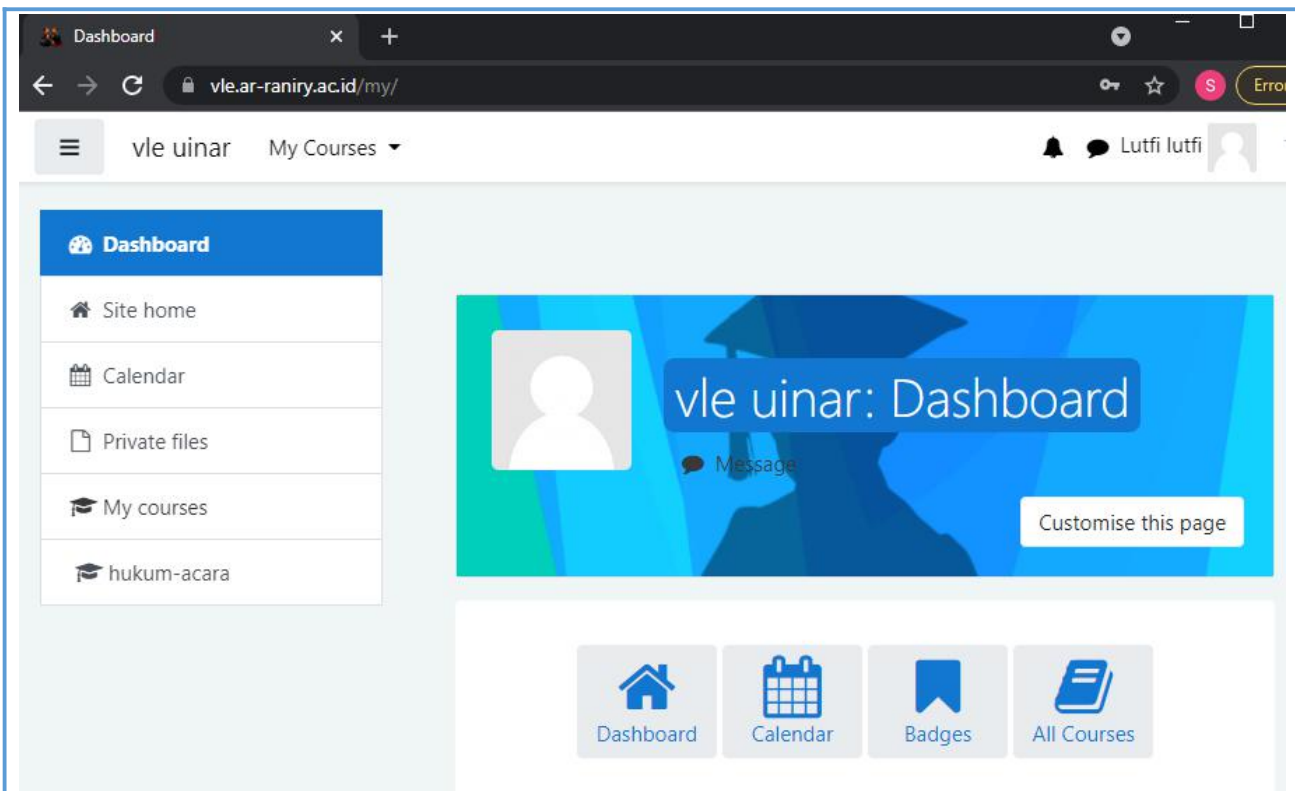 Dashboard
vle.ar-raniry.ac.id/my/
S
vle uinar My Courses Lutfi lutfi
Dashboard
Site home
Calendar
Private files
My courses
hukum-acara
vle uinar: Dashboard
Message
Customise this page
Dashboard Calendar Badges All Courses